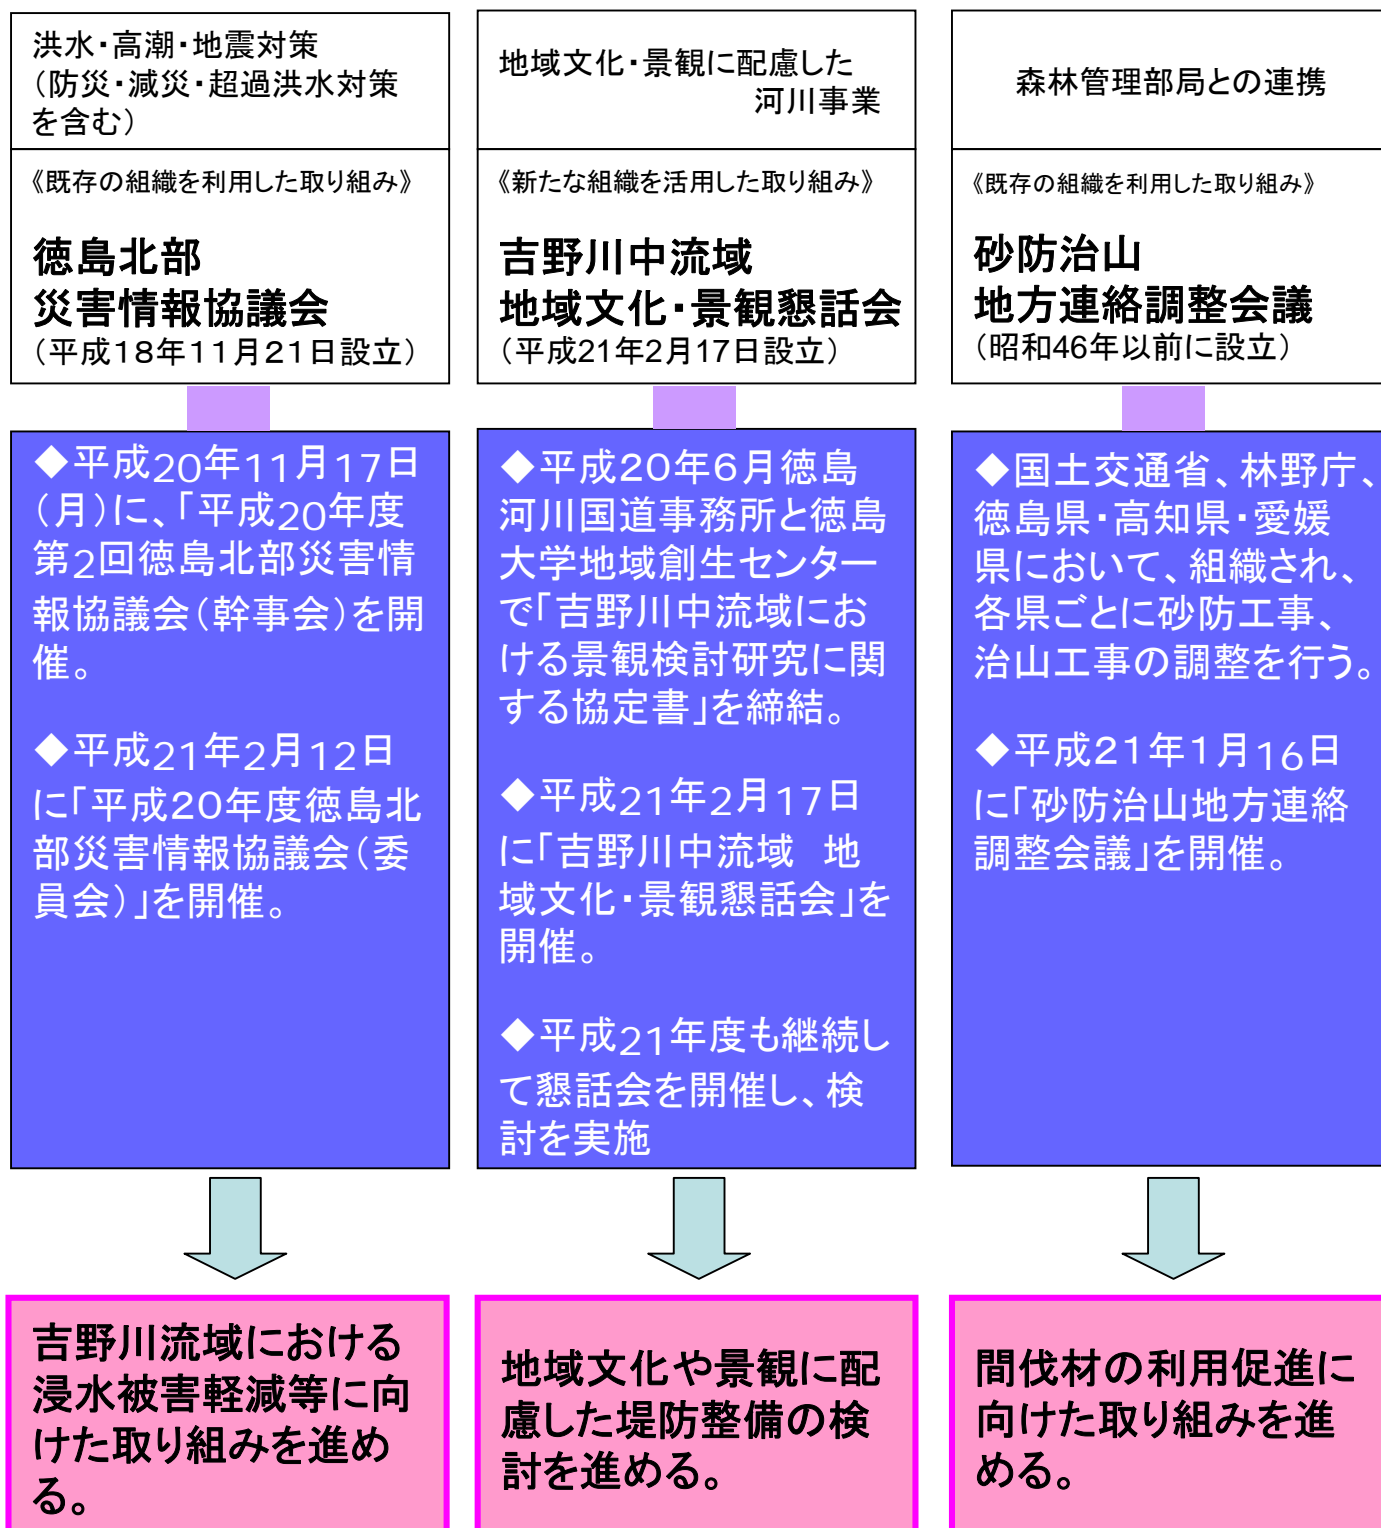 洪水・高潮・地震対策
（防災・減災・超過洪水対策
を含む）
《既存の組織を利用した取り組み》
徳島北部
災害情報協議会
（平成18年11月21日設立）
◆平成20年11月17日
（月）に、「平成20年度
第2回徳島北部災害情
報協議会（幹事会）を開
催。
◆平成21年2月12日
に「平成20年度徳島北
部災害情報協議会（委
員会）」を開催。
吉野川流域における
浸水被害軽減等に向
けた取り組みを進め
る。
地域文化・景観に配慮した
河川事業
《新たな組織を活用した取り組み》
吉野川中流域
地域文化・景観懇話会
（平成21年2月17日設立）
◆平成20年6月徳島
河川国道事務所と徳島
大学地域創生センター
で「吉野川中流域にお
ける景観検討研究に関
する協定書」を締結。
◆平成21年2月17日
に「吉野川中流域　地
域文化・景観懇話会」を
開催。
◆平成21年度も継続し
て懇話会を開催し、検
討を実施
地域文化や景観に配
慮した堤防整備の検
討を進める。
森林管理部局との連携
《既存の組織を利用した取り組み》
砂防治山
地方連絡調整会議
（昭和46年以前に設立）
◆国土交通省、林野庁、
徳島県・高知県・愛媛
県において、組織され、
各県ごとに砂防工事、
治山工事の調整を行う。
◆平成21年1月16日
に「砂防治山地方連絡
調整会議」を開催。
間伐材の利用促進に
向けた取り組みを進
める。